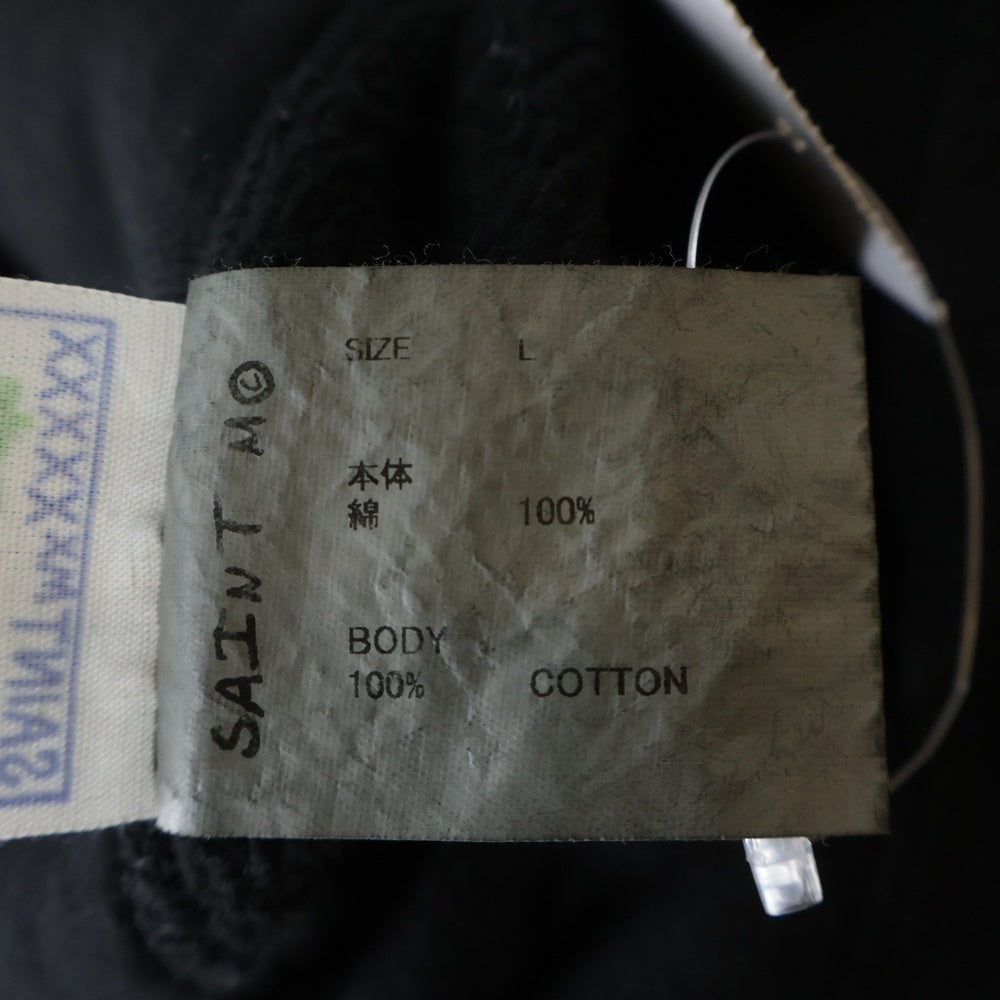 SIZE L
本体
綿 100%
BODY
100% COTTON
SAINT M©
SAINT Mxxxxxx